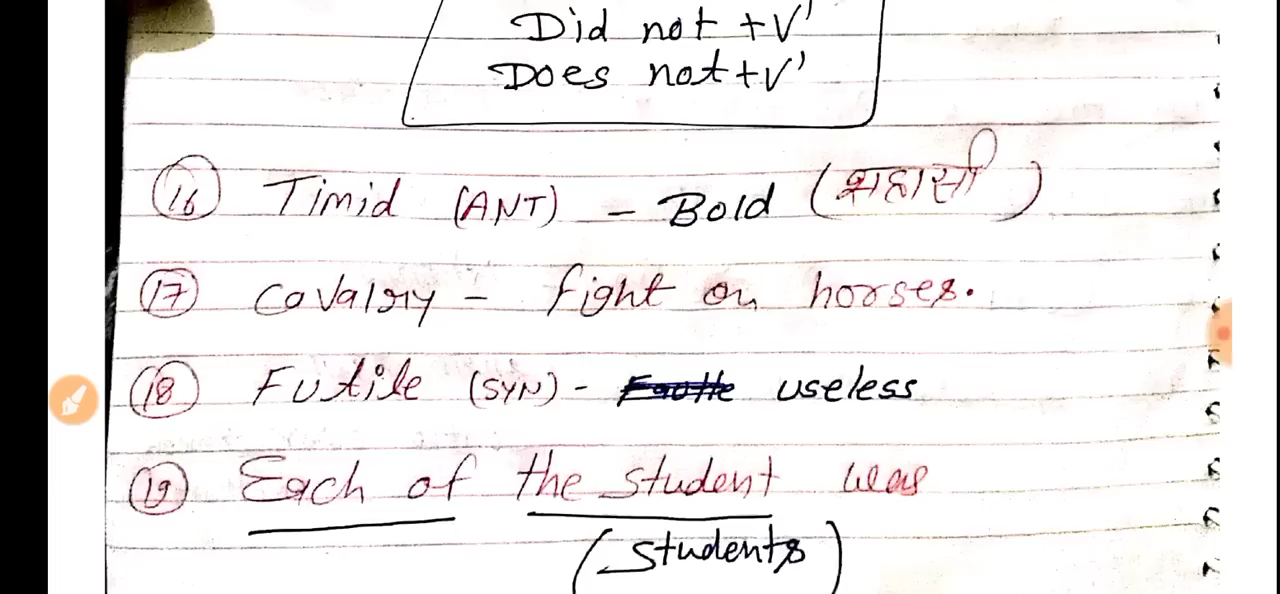 Did not +V'
Does not +V'
16 Timid (ANT) - Bold (सहासी)
17 Cavalry - fight on horses.
18 Futile (SYN) - useless
19 Each of the student was
(students)